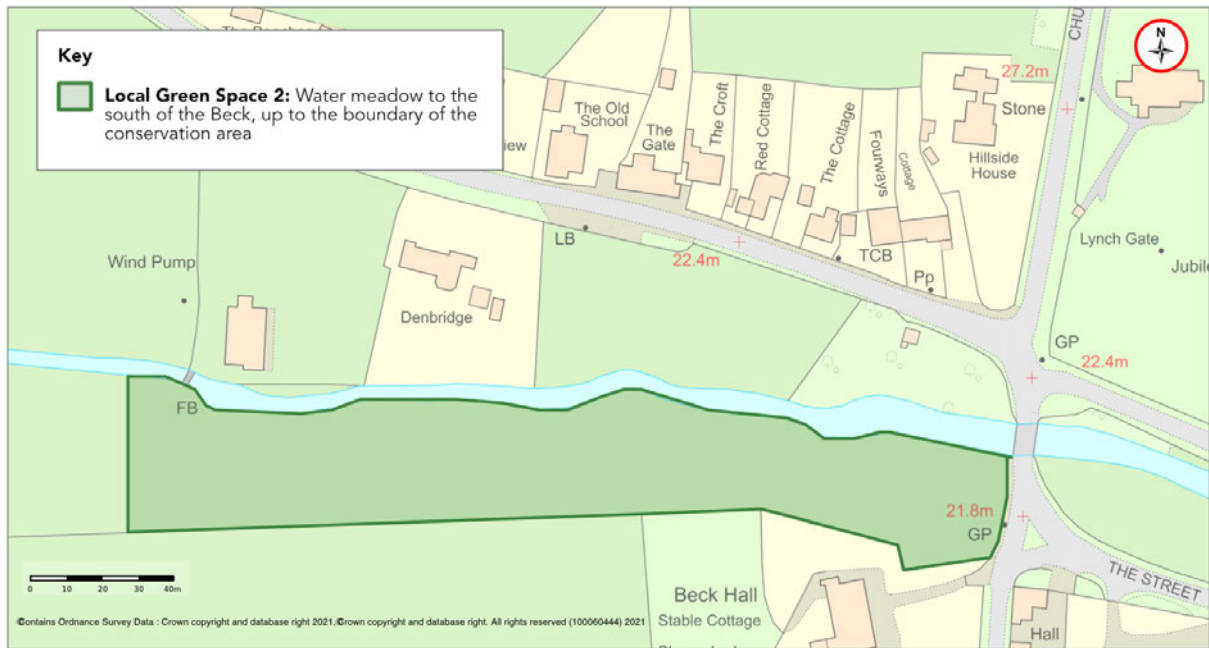 Key
Local Green Space 2: Water meadow to the
south of the Beck, up to the boundary of the
conservation area
N
CHU
27.2m
The Old
School
The
Gate
The Croft
Red Cottage
The Cottage
Fourways
Cottage
Stone
Hillside
House
iew
LB
22.4m
TCB
Pp
Lynch Gate
Jubile
Wind Pump
Denbridge
GP
22.4m
FB
21.8m
GP
THE STREET
Beck Hall
Stable Cottage
Hall
0 10 20 30 40m
©Contains Ordnance Survey Data : Crown copyright and database right 2021,©rown copyright and database right. All rights reserved (100060444) 2021